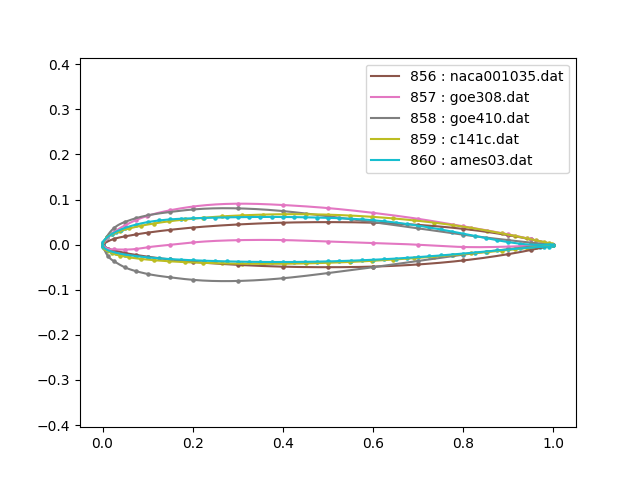 0.4
0.3
0.2
0.1
0.0
−0.1
−0.2
−0.3
−0.4
0.0 0.2 0.4 0.6 0.8 1.0
856 : naca001035.dat
857 : goe308.dat
858 : goe410.dat
859 : c141c.dat
860 : ames03.dat